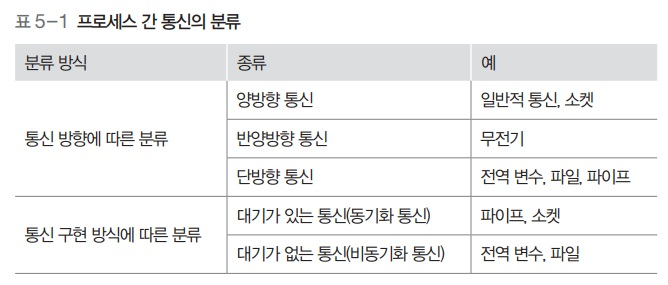 표 5-1 프로세스 간 통신의 분류
분류 방식 종류 예
통신 방향에 따른 분류 양방향 통신 일반적 통신, 소켓
반양방향 통신 무전기
단방향 통신 전역 변수, 파일, 파이프
통신 구현 방식에 따른 분류 대기가 있는 통신(동기화 통신) 파이프, 소켓
대기가 없는 통신(비동기화 통신) 전역 변수, 파일